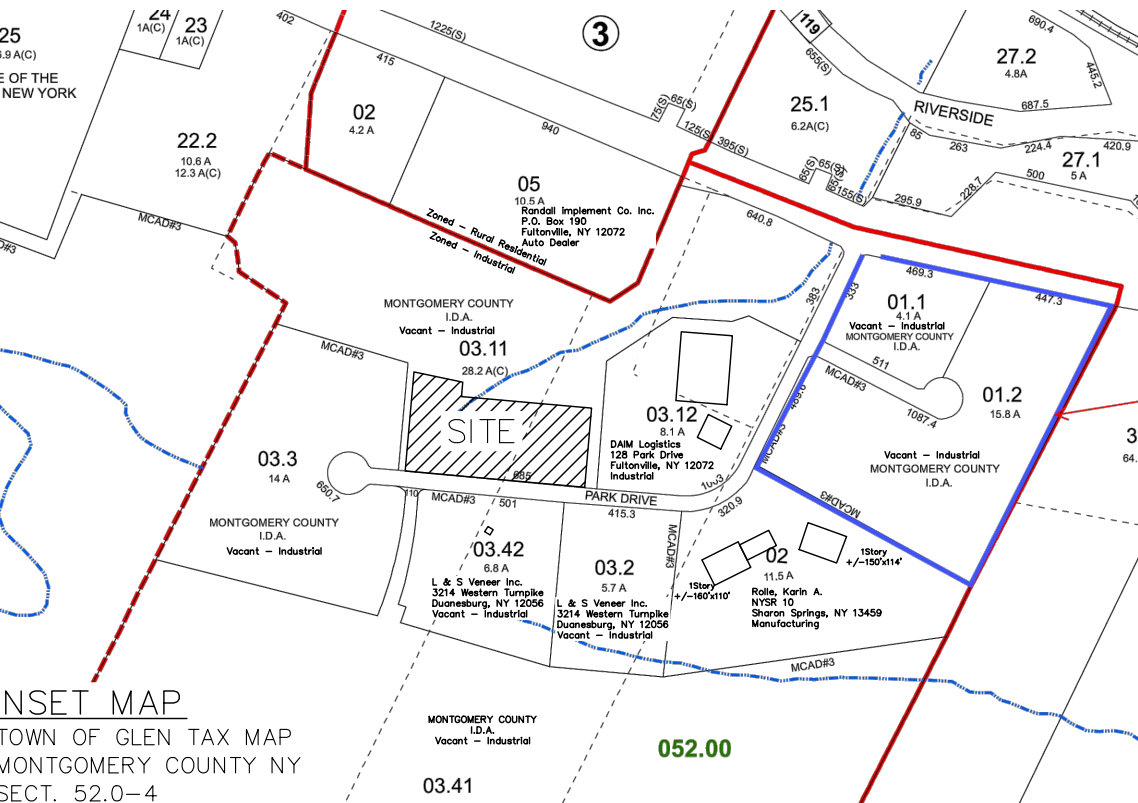 25
6.9 A(C)
E OF THE
NEW YORK
24
1A(C)
23
1A(C)
402
1225(S)
3
119
655(S)
690.4
27.2
4.8A
445.2
687.5
RIVERSIDE
415
02
4.2 A
940
75(S)
65(S)
125(S)
395(S)
25.1
6.2A(C)
65(S)
65(S)
65(S)
155(S)
85
263
224.4
420.9
27.1
5 A
500
228.7
295.9
22.2
10.6 A
12.3 A(C)
MCAD#3
D#3
05
10.5 A
Randall implement Co. Inc.
P.O. Box 190
Fultonville, NY 12072
Auto Dealer
Zoned – Rural Residential
Zoned – Industrial
640.8
383
333
469.3
447.3
MONTGOMERY COUNTY
I.D.A.
Vacant – Industrial
03.11
28.2 A(C)
MCAD#3
01.1
4.1 A
Vacant – Industrial
MONTGOMERY COUNTY
I.D.A.
511
MCAD#3
1087.4
01.2
15.8 A
Vacant – Industrial
MONTGOMERY COUNTY
I.D.A.
3
64.
SITE
685
03.12
8.1 A
DAIM Logistics
128 Park Drive
Fultonville, NY 12072
Industrial
MCAD#3
03.3
14 A
650.7
MONTGOMERY COUNTY
I.D.A.
Vacant – Industrial
110
MCAD#3
501
PARK DRIVE
415.3
320.9
MCAD#3
MCAD#3
03.42
6.8 A
L & S Veneer Inc.
3214 Western Turnpike
Duanesburg, NY 12056
Vacant – Industrial
03.2
5.7 A
L & S Veneer Inc.
3214 Western Turnpike
Duanesburg, NY 12056
Vacant – Industrial
1Story
+/–160'x110'
02
11.5 A
1Story
+/–150'x114'
Rolle, Karin A.
NYSR 10
Sharon Springs, NY 13459
Manufacturing
MCAD#3
MONTGOMERY COUNTY
I.D.A.
Vacant – Industrial
03.41
052.00
NSET MAP
TOWN OF GLEN TAX MAP
MONTGOMERY COUNTY NY
SECT. 52.0–4